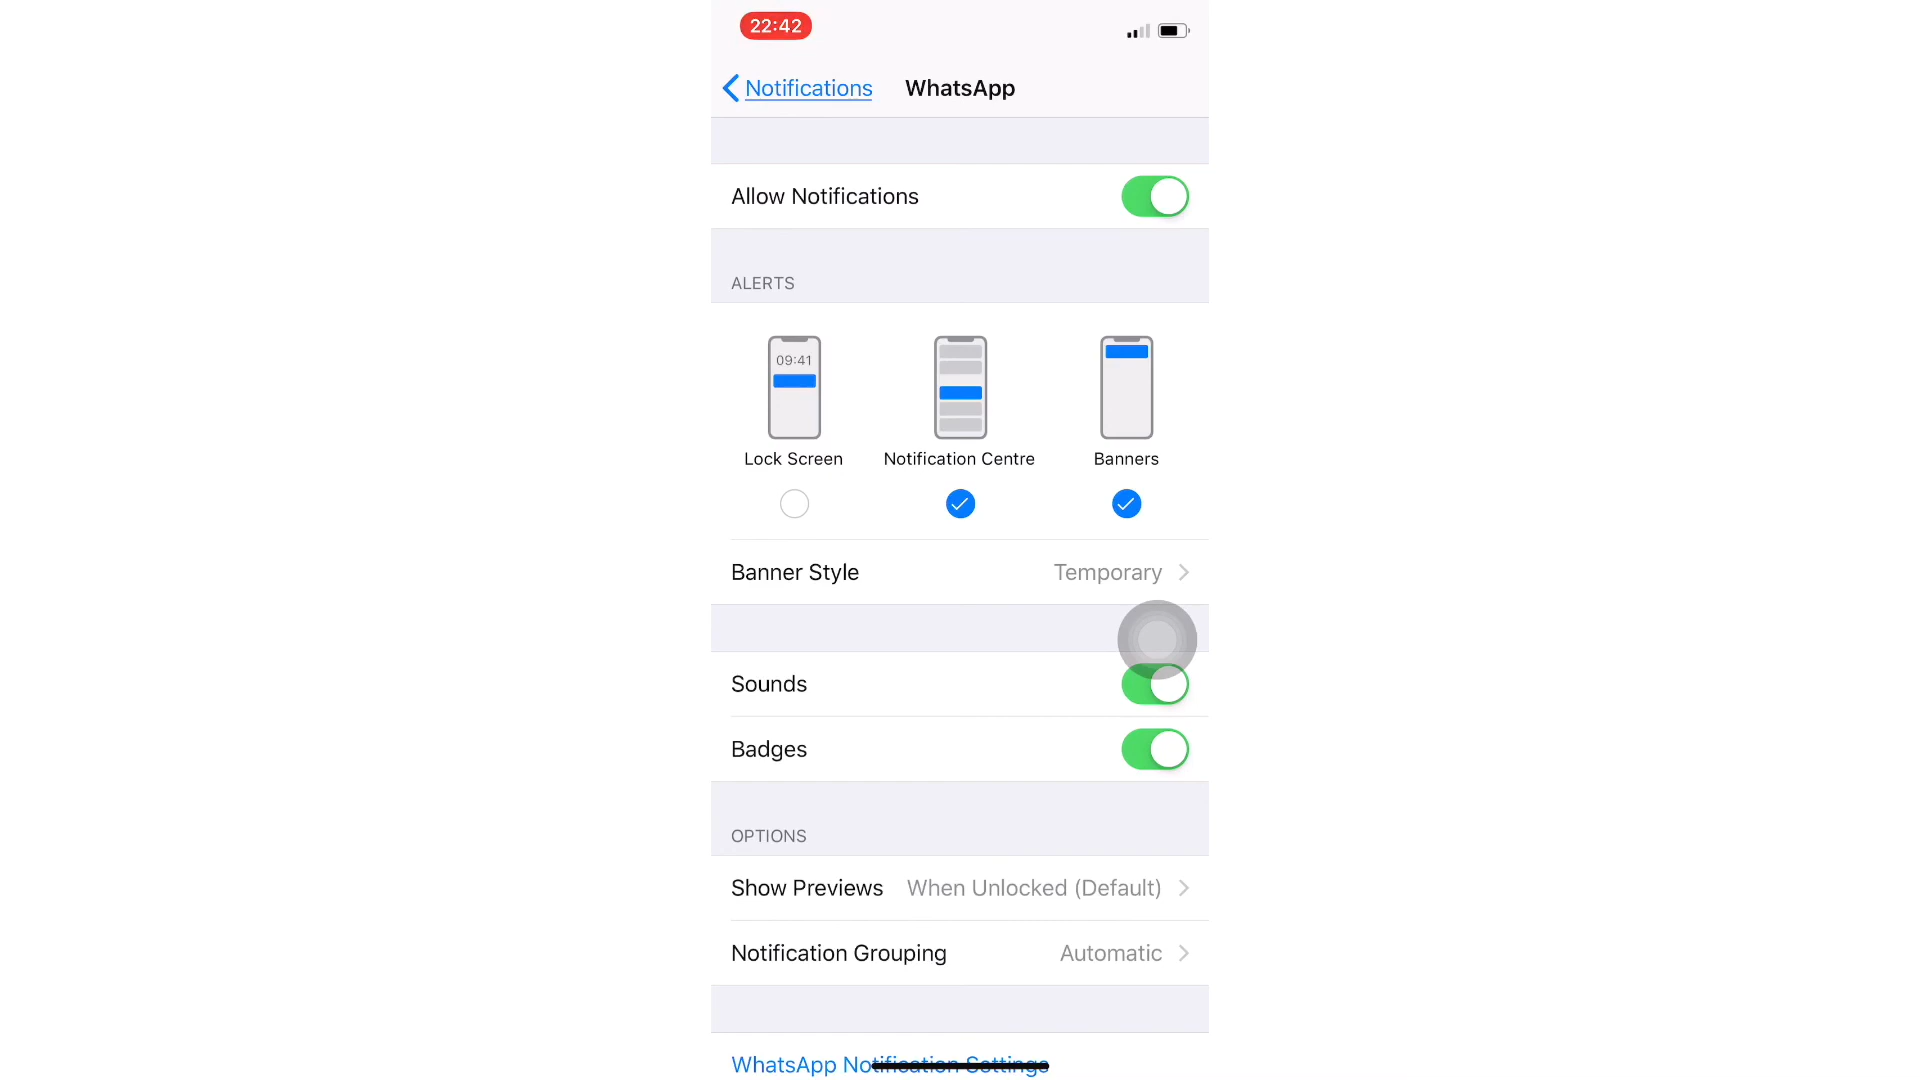 22:42
Notifications WhatsApp
Allow Notifications
ALERTS
09:41
Lock Screen Notification Centre Banners
Banner Style Temporary
Sounds
Badges
OPTIONS
Show Previews When Unlocked (Default)
Notification Grouping Automatic
WhatsApp Notification Settings